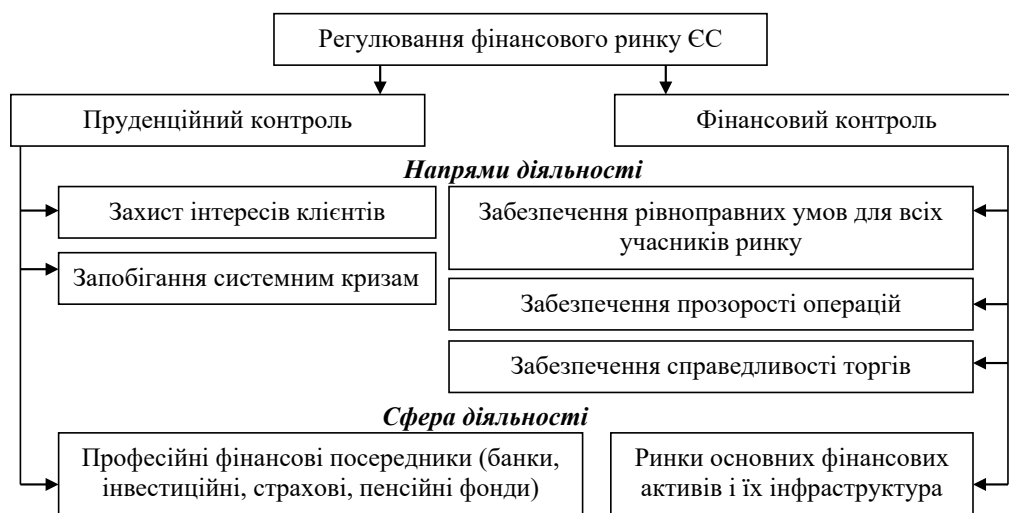 Регулювання фінансового ринку ЄС
Пруденційний контроль
Фінансовий контроль
Напрями діяльності
Захист інтересів клієнтів
Запобігання системним кризам
Забезпечення рівноправних умов для всіх
учасників ринку
Забезпечення прозорості операцій
Забезпечення справедливості торгів
Сфера діяльності
Професійні фінансові посередники (банки,
інвестиційні, страхові, пенсійні фонди)
Ринки основних фінансових
активів і їх інфраструктура